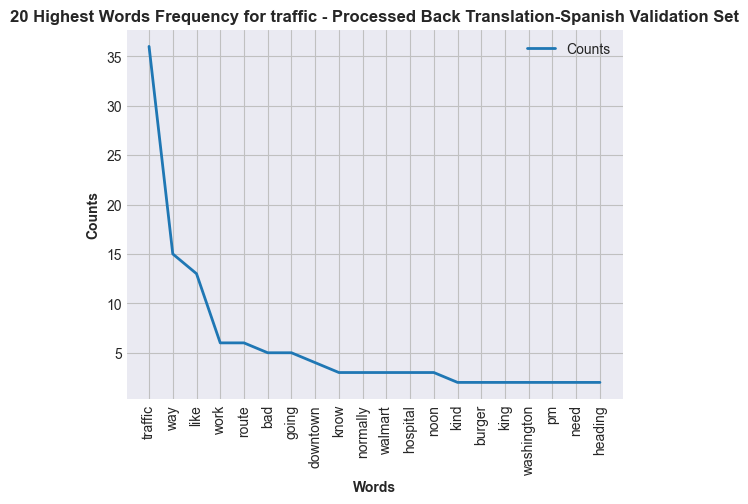 20 Highest Words Frequency for traffic - Processed Back Translation-Spanish Validation Set
Counts
35
30
25
20
15
10
5
Counts
traffic
way
like
work
route
bad
going
downtown
know
normally
walmart
hospital
noon
kind
burger
king
washington
pm
need
heading
Words